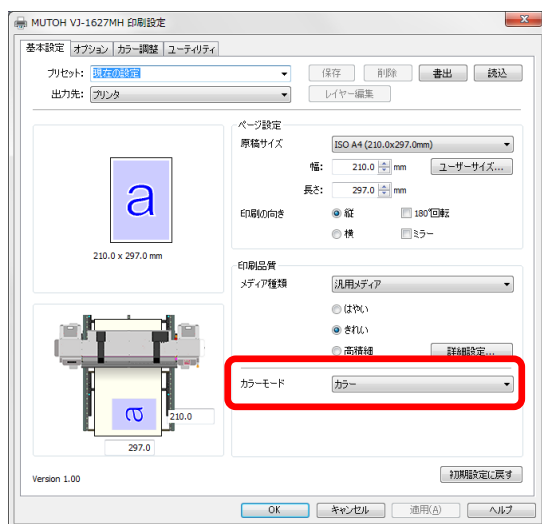 MUTOH VJ-1627MH 印刷設定
基本設定 オプション カラー調整 ユーティリティ
プリセット: 現在の設定 保存 削除 書出 読込
出力先: プリンタ レイヤー編集
ページ設定
原稿サイズ ISO A4 (210.0x297.0mm)
幅: 210.0 mm ユーザーサイズ...
長さ: 297.0 mm
印刷の向き 縦 180°回転
横 ミラー
a
210.0 x 297.0 mm
印刷品質
メディア種類 汎用メディア
はやい
きれい
高精細 詳細設定...
カラーモード カラー
a
210.0
297.0
Version 1.00
初期設定に戻す
OK キャンセル 適用(A) ヘルプ